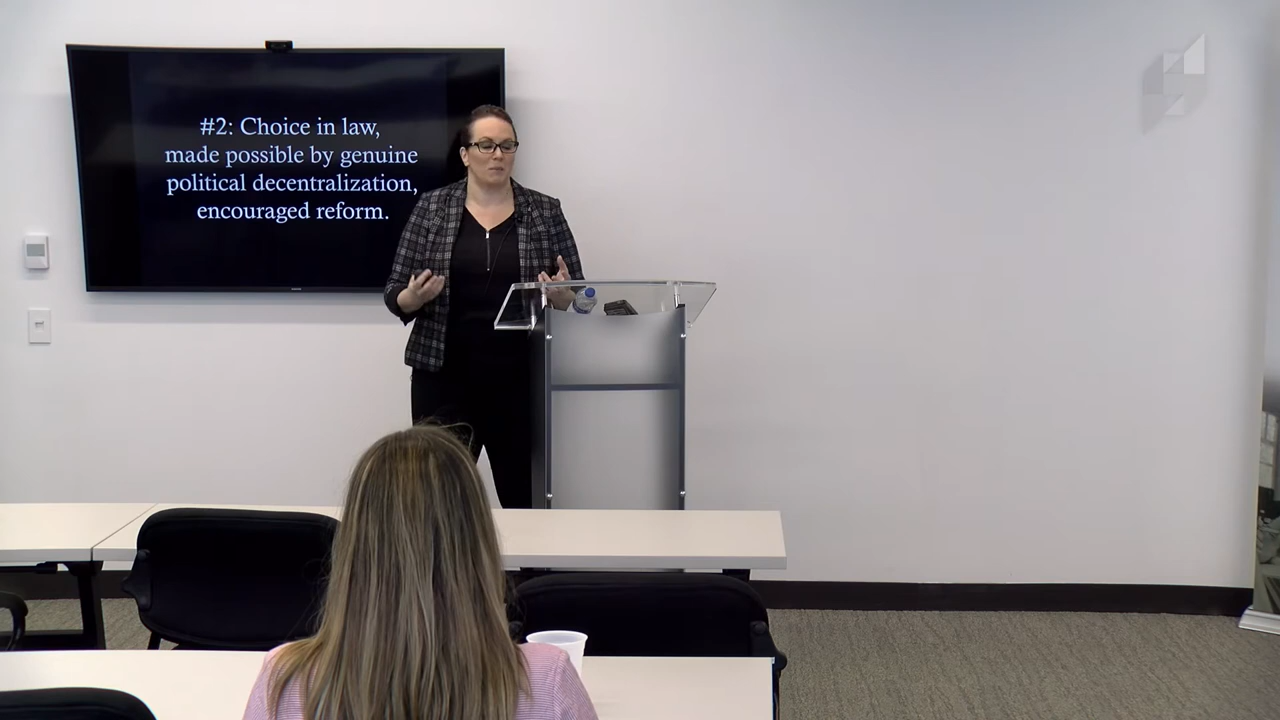 #2: Choice in law,
made possible by genuine
political decentralization,
encouraged reform.